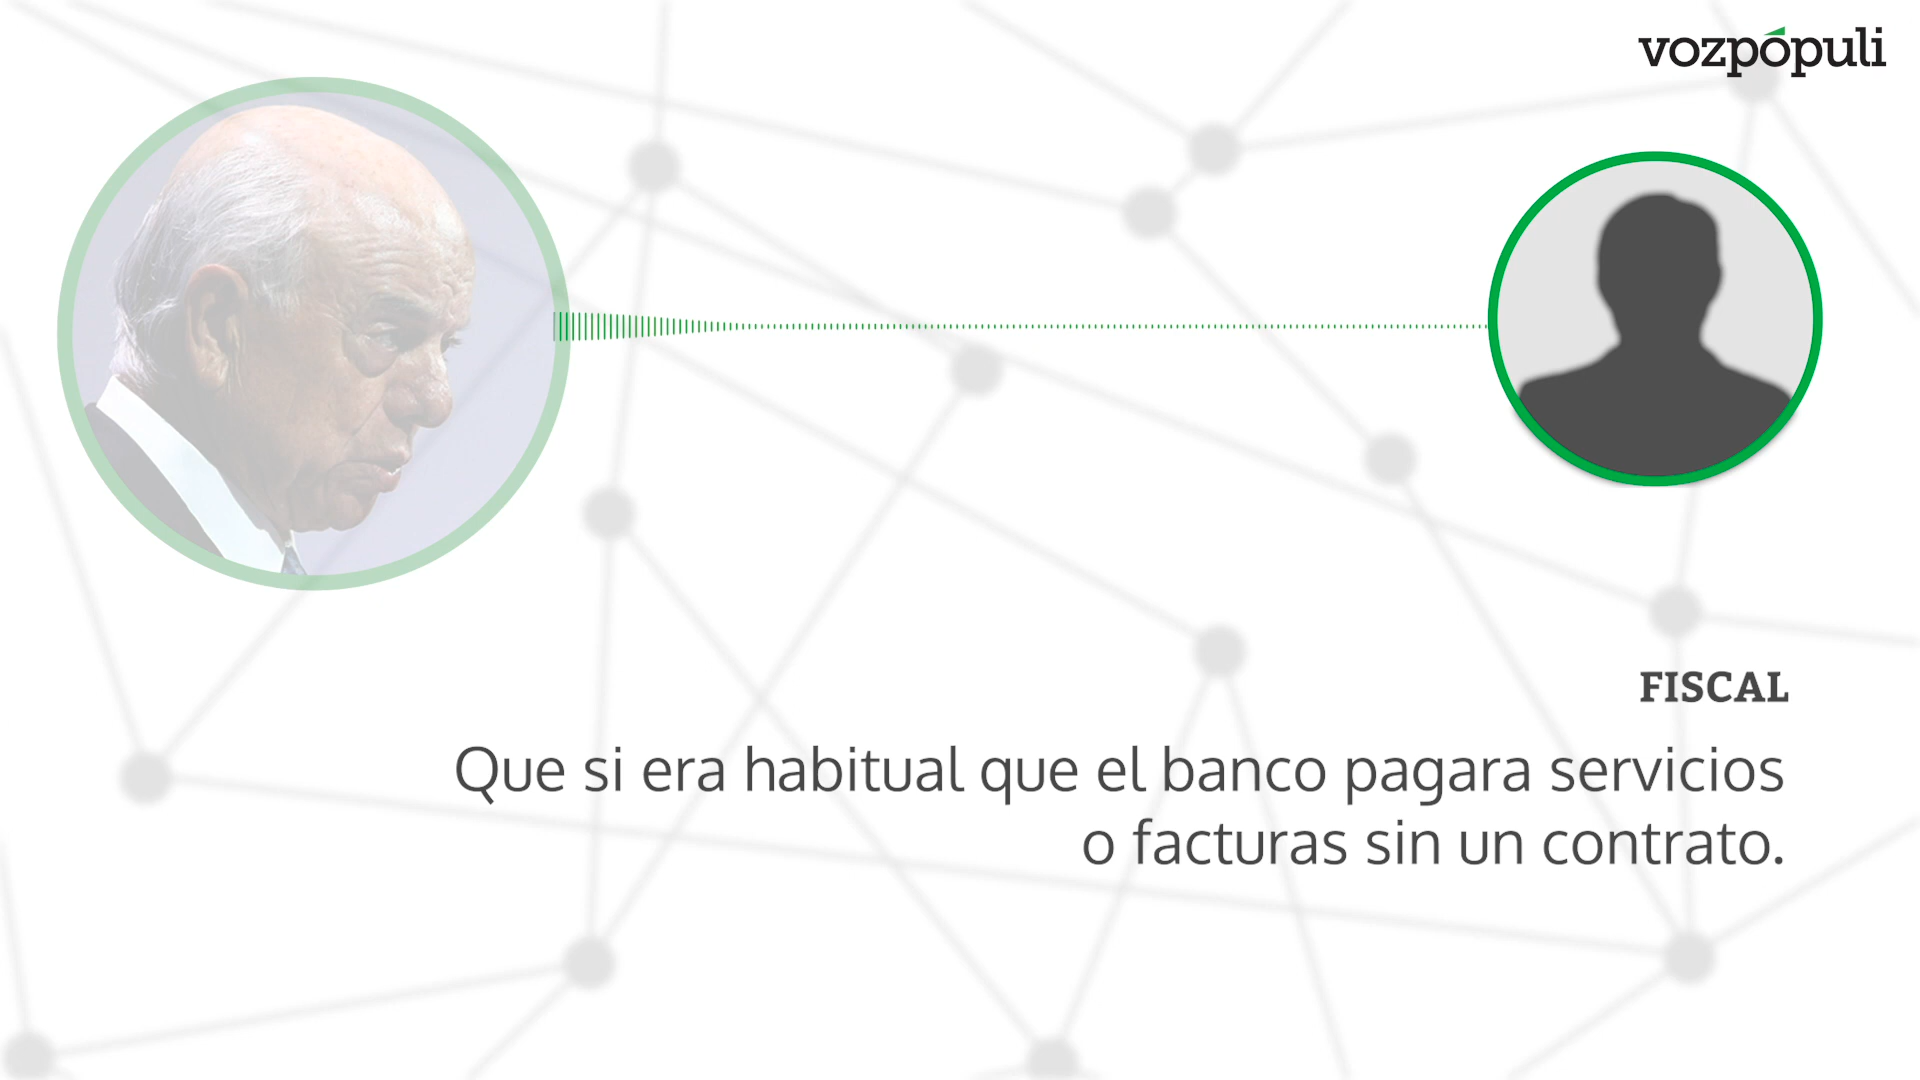 vozpópuli
FISCAL
Que si era habitual que el banco pagara servicios
o facturas sin un contrato.